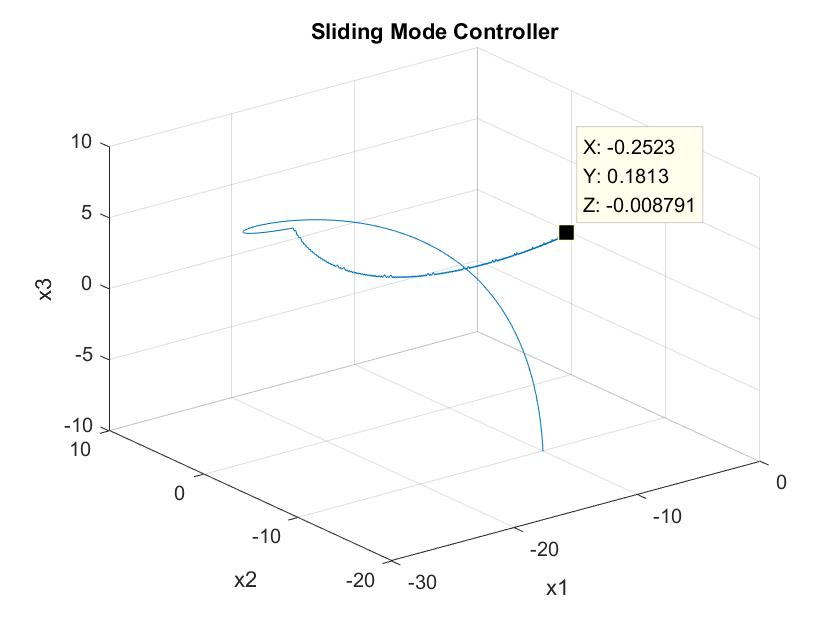 Sliding Mode Controller
X: -0.2523
Y: 0.1813
Z: -0.008791
10
5
0
-5
-10
x3
10
0
-10
-20
x2
-30
-20
-10
0
x1